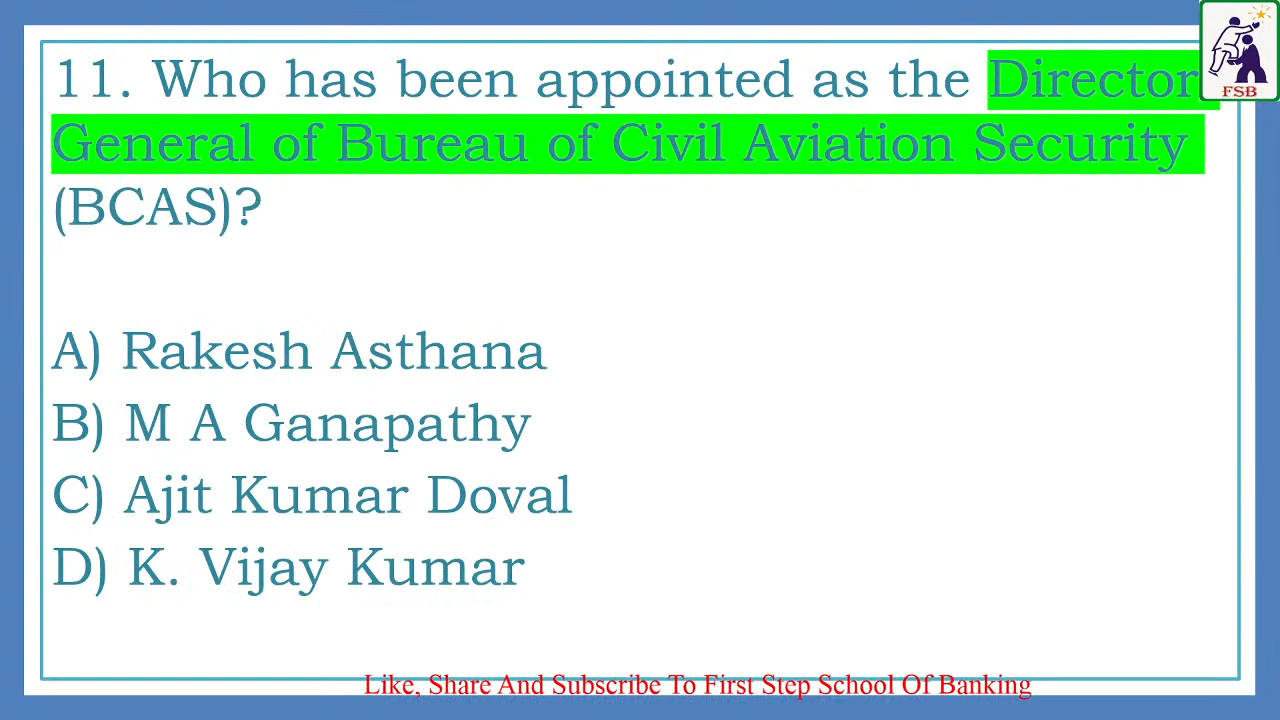 11. Who has been appointed as the Director
General of Bureau of Civil Aviation Security
(BCAS)?
A) Rakesh Asthana
B) M A Ganapathy
C) Ajit Kumar Doval
D) K. Vijay Kumar
FSB
Like, Share And Subscribe To First Step School Of Banking